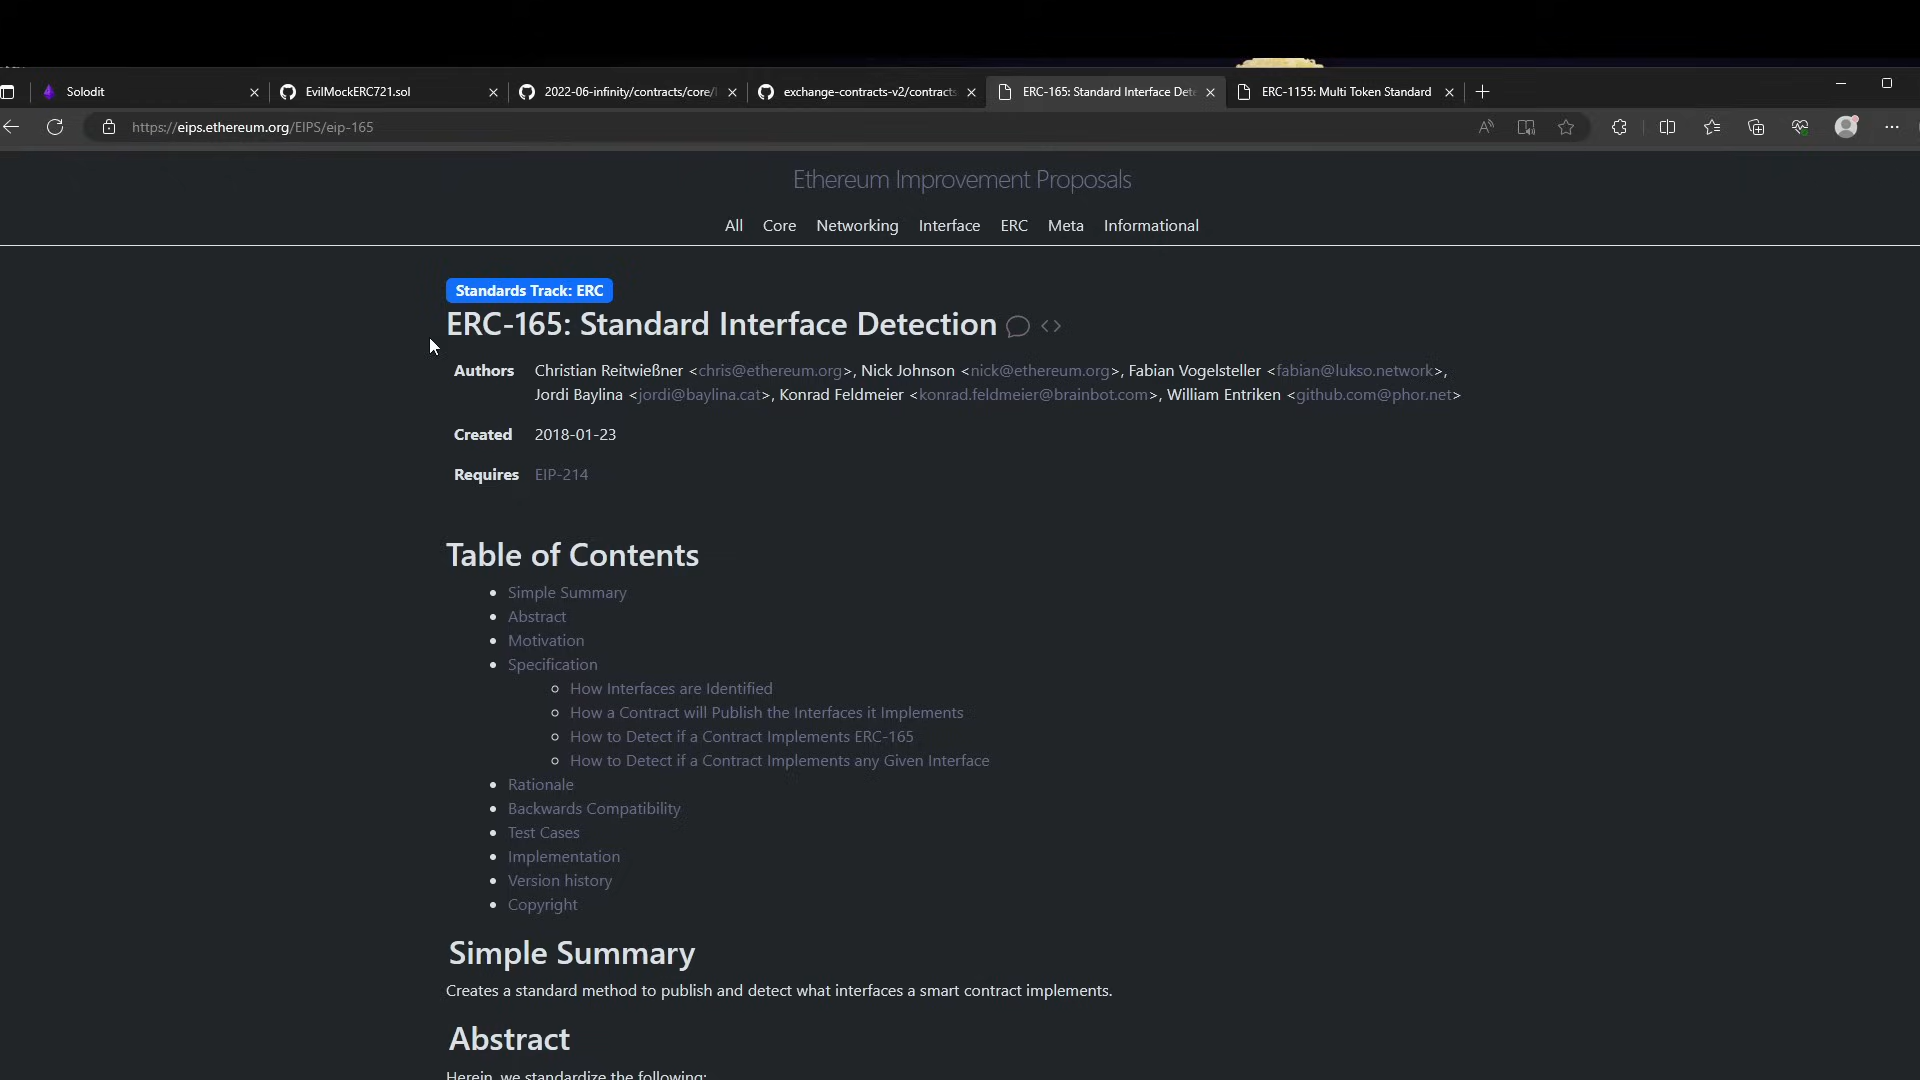 Solodit
EvilMockERC721.sol
2022-06-infinity/contracts/core/
exchange-contracts-v2/contracts
ERC-165: Standard Interface Det
ERC-1155: Multi Token Standard
https://eips.ethereum.org/EIPS/eip-165
Ethereum Improvement Proposals
All Core Networking Interface ERC Meta Informational
Standards Track: ERC
ERC-165: Standard Interface Detection
Authors Christian Reitwießner <chris@ethereum.org>, Nick Johnson <nick@ethereum.org>, Fabian Vogelsteller <fabian@lukso.network>,
Jordi Baylina <jordi@baylina.cat>, Konrad Feldmeier <konrad.feldmeier@brainbot.com>, William Entriken <github.com@phor.net>
Created 2018-01-23
Requires EIP-214
Table of Contents
Simple Summary
Abstract
Motivation
Specification
How Interfaces are Identified
How a Contract will Publish the Interfaces it Implements
How to Detect if a Contract Implements ERC-165
How to Detect if a Contract Implements any Given Interface
Rationale
Backwards Compatibility
Test Cases
Implementation
Version history
Copyright
Simple Summary
Creates a standard method to publish and detect what interfaces a smart contract implements.
Abstract
Herein, we standardize the following: